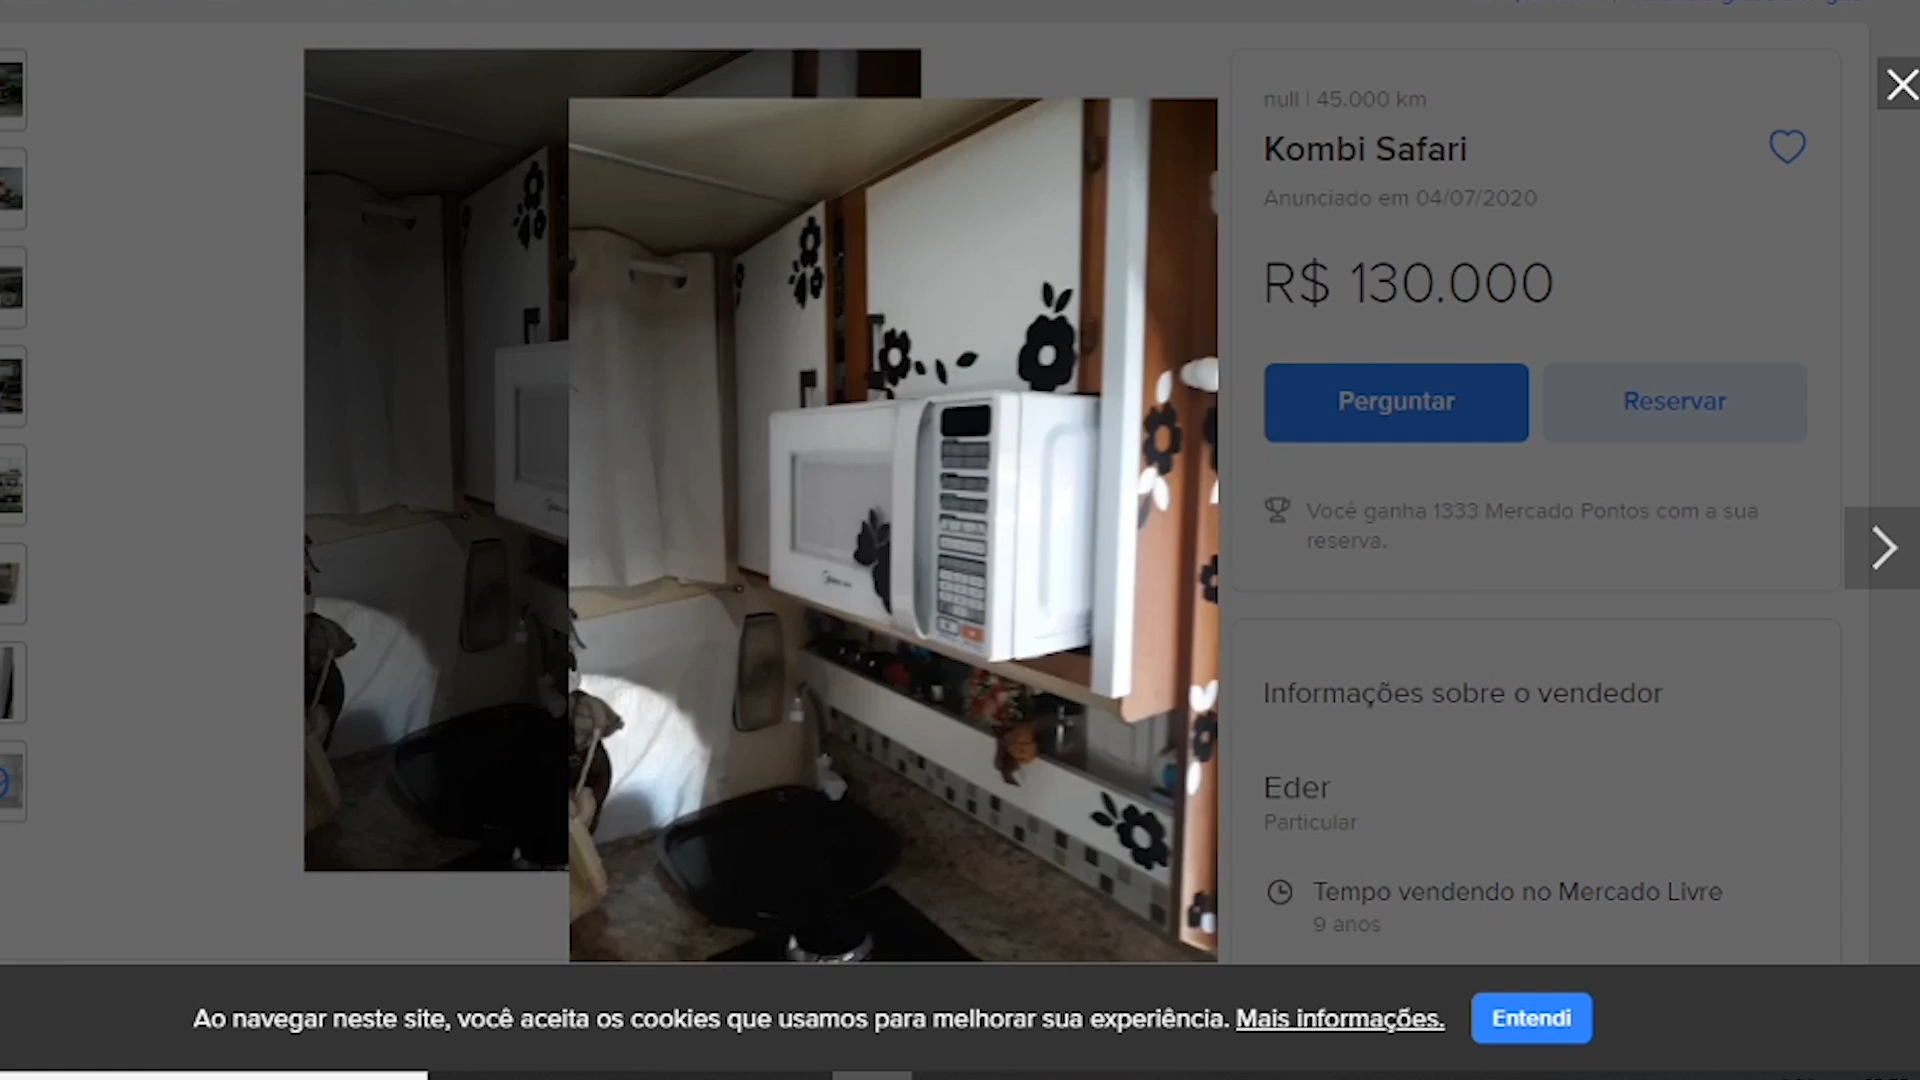 null | 45.000 km
Kombi Safari
Anunciado em 04/07/2020
R$ 130.000
Perguntar
Reservar
Você ganha 1333 Mercado Pontos com a sua
reserva.
Informações sobre o vendedor
Eder
Particular
Tempo vendendo no Mercado Livre
9 anos
Ao navegar neste site, você aceita os cookies que usamos para melhorar sua experiência. Mais informações.
Entendi